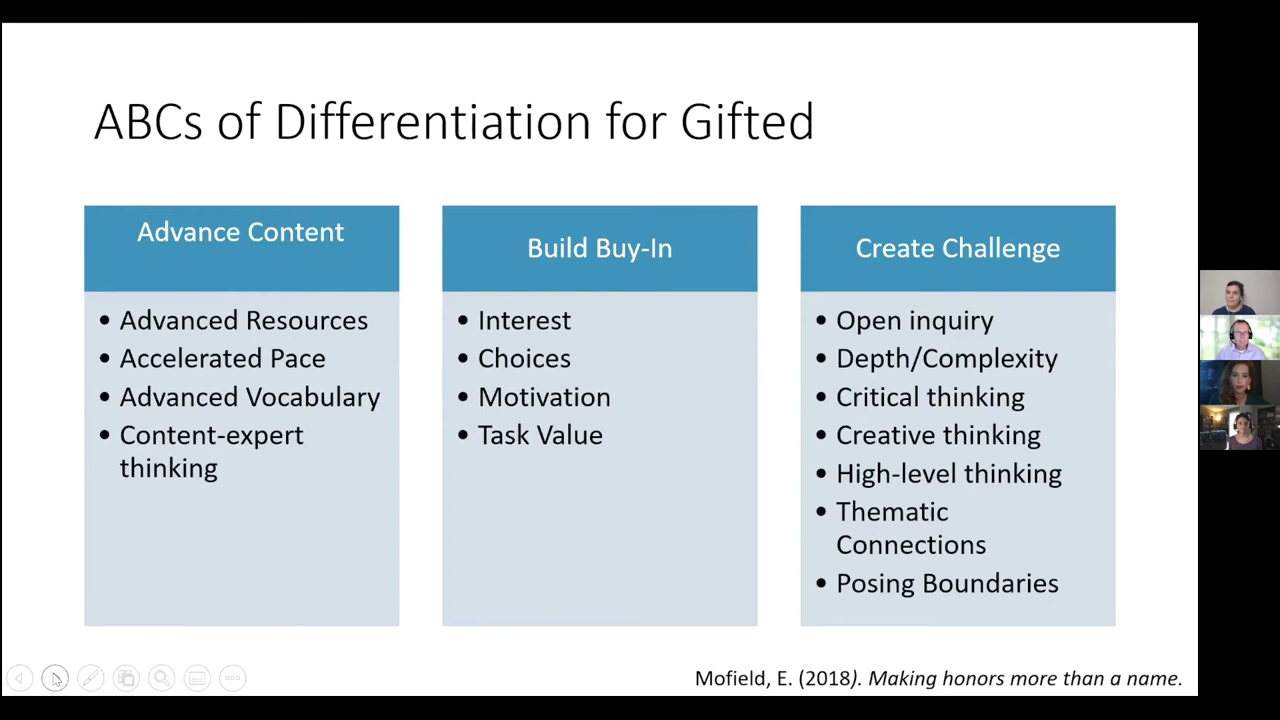 ABCs of Differentiation for Gifted
Advance Content
• Advanced Resources
• Accelerated Pace
• Advanced Vocabulary
• Content-expert
thinking
Build Buy-In
• Interest
• Choices
• Motivation
• Task Value
Create Challenge
• Open inquiry
• Depth/Complexity
• Critical thinking
• Creative thinking
• High-level thinking
• Thematic
Connections
• Posing Boundaries
Mofield, E. (2018). Making honors more than a name.